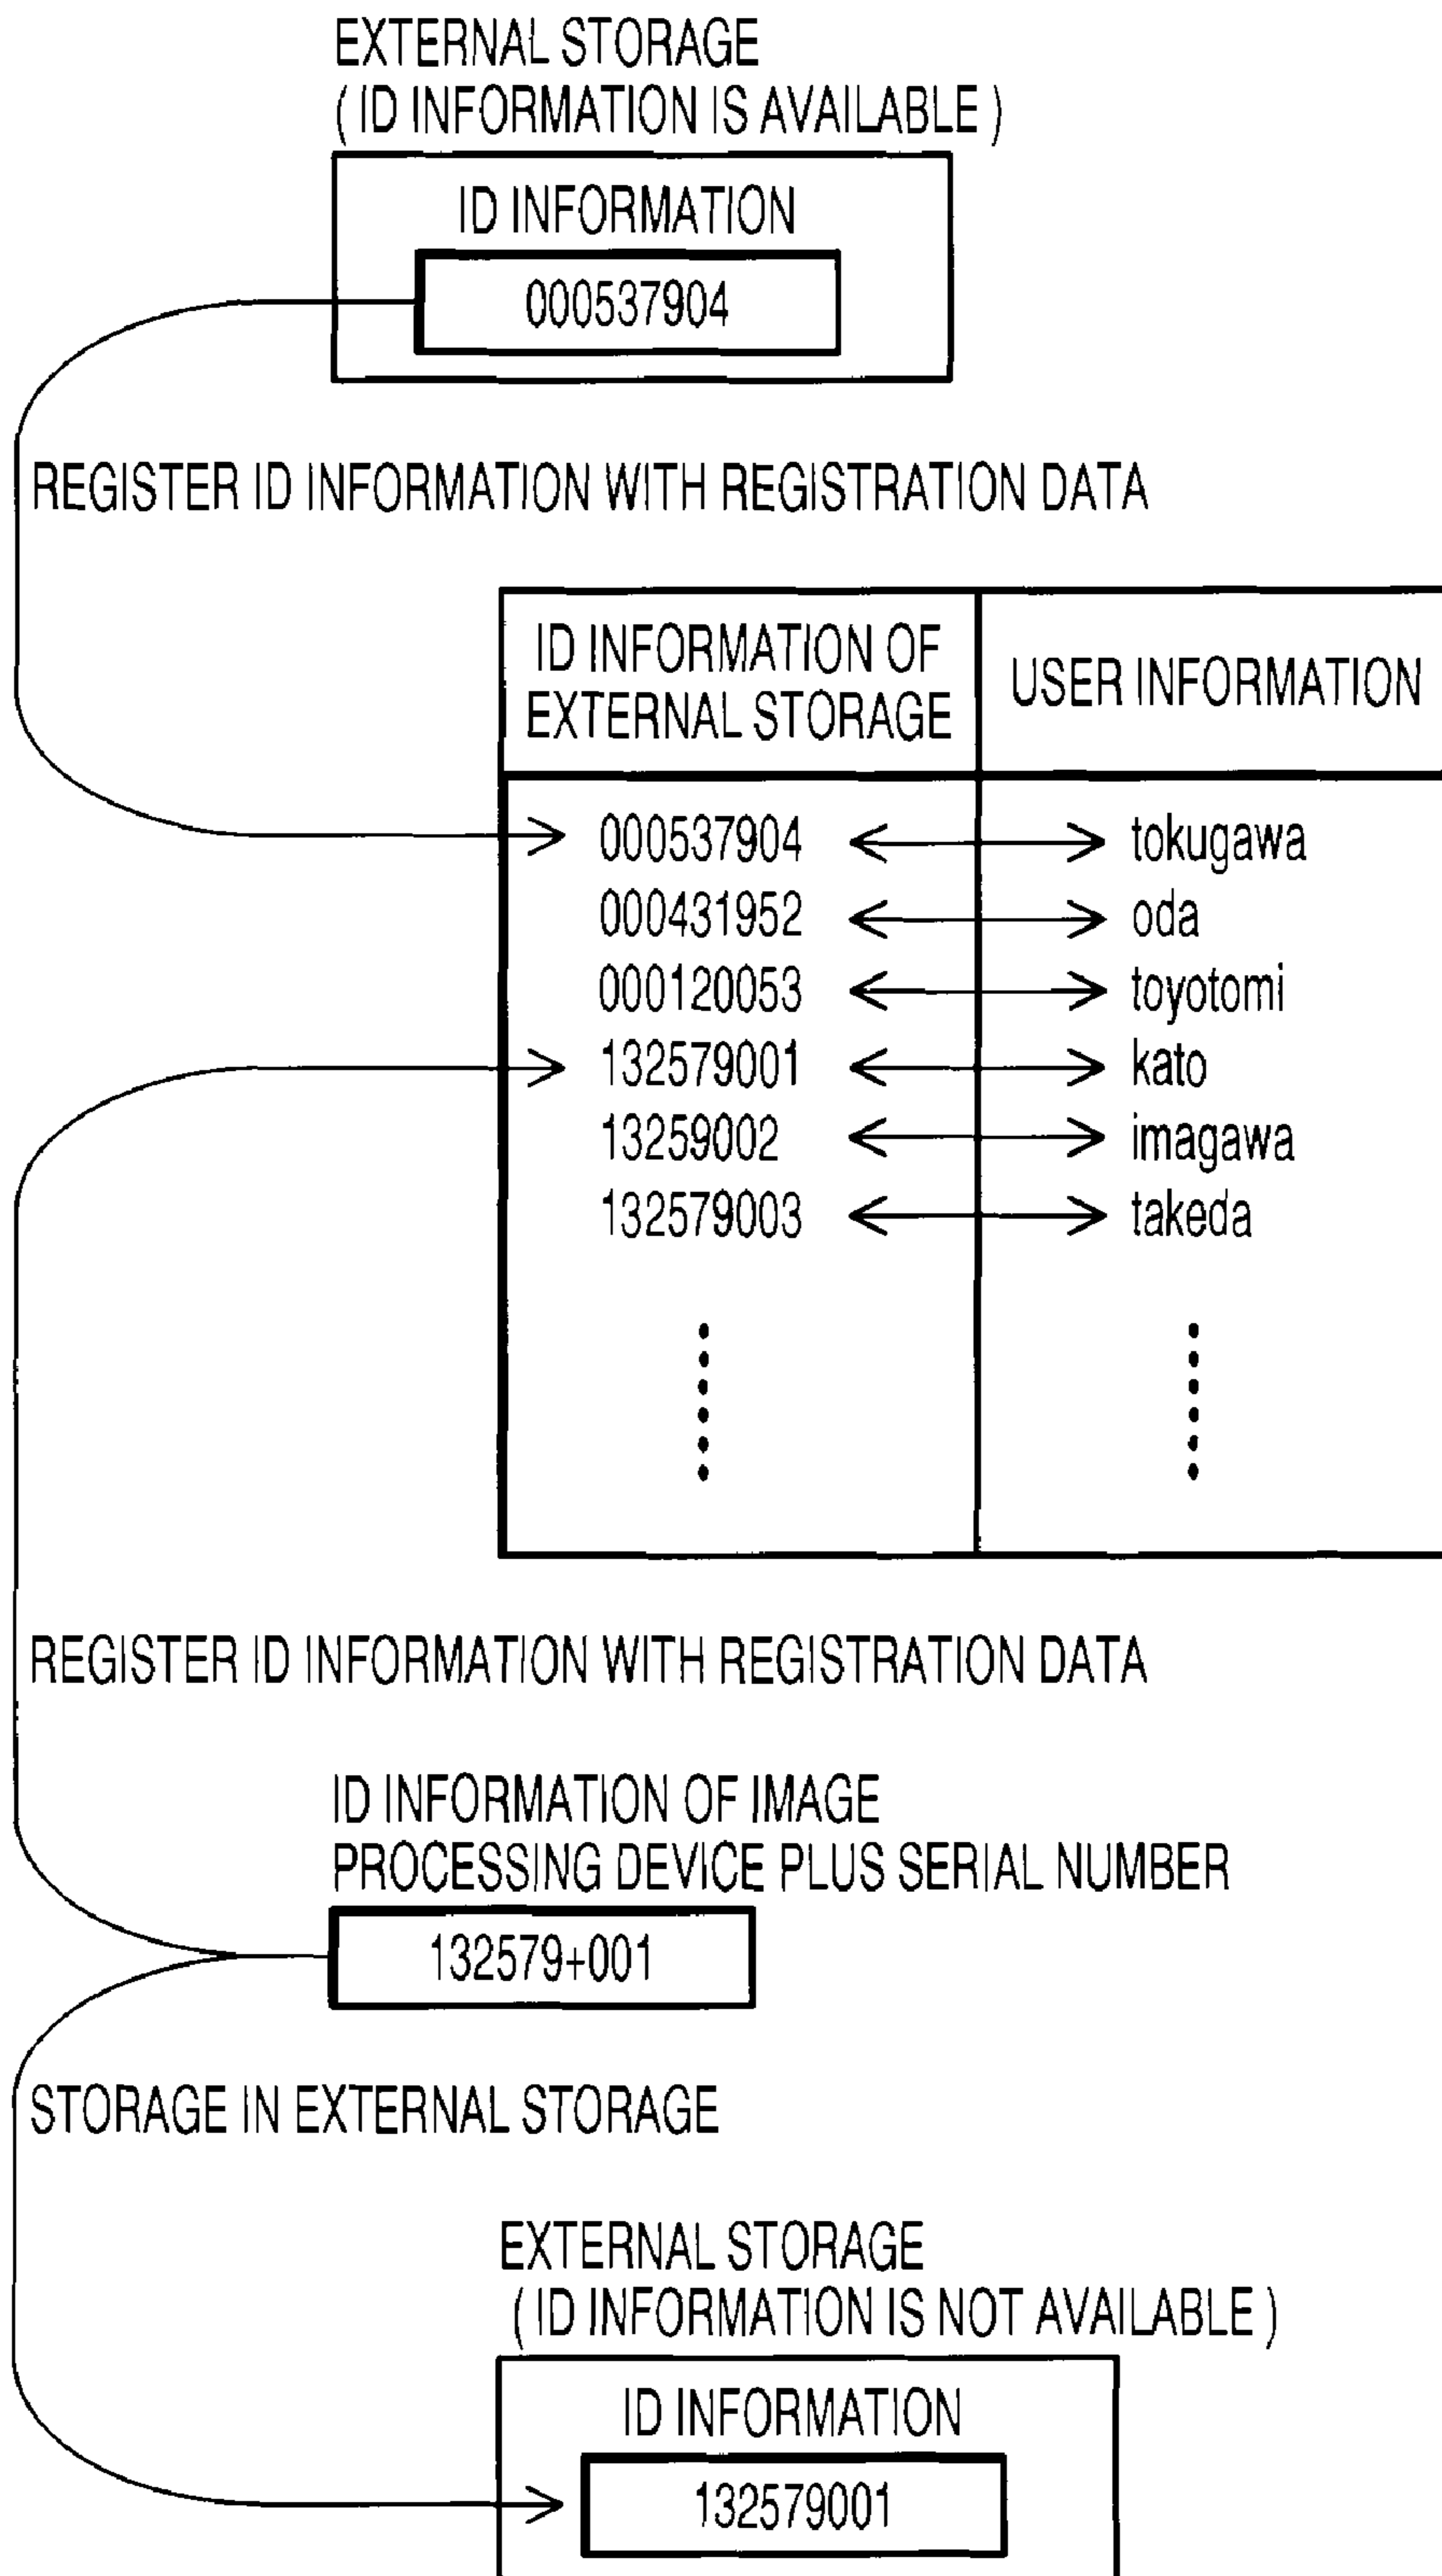 EXTERNAL STORAGE
( ID INFORMATION IS AVAILABLE )
ID INFORMATION
000537904
REGISTER ID INFORMATION WITH REGISTRATION DATA
ID INFORMATION OF
EXTERNAL STORAGE
USER INFORMATION
000537904 tokugawa
000431952 oda
000120053 toyotomi
132579001 kato
13259002 imagawa
132579003 takeda
REGISTER ID INFORMATION WITH REGISTRATION DATA
ID INFORMATION OF IMAGE
PROCESSING DEVICE PLUS SERIAL NUMBER
132579+001
STORAGE IN EXTERNAL STORAGE
EXTERNAL STORAGE
( ID INFORMATION IS NOT AVAILABLE )
ID INFORMATION
132579001